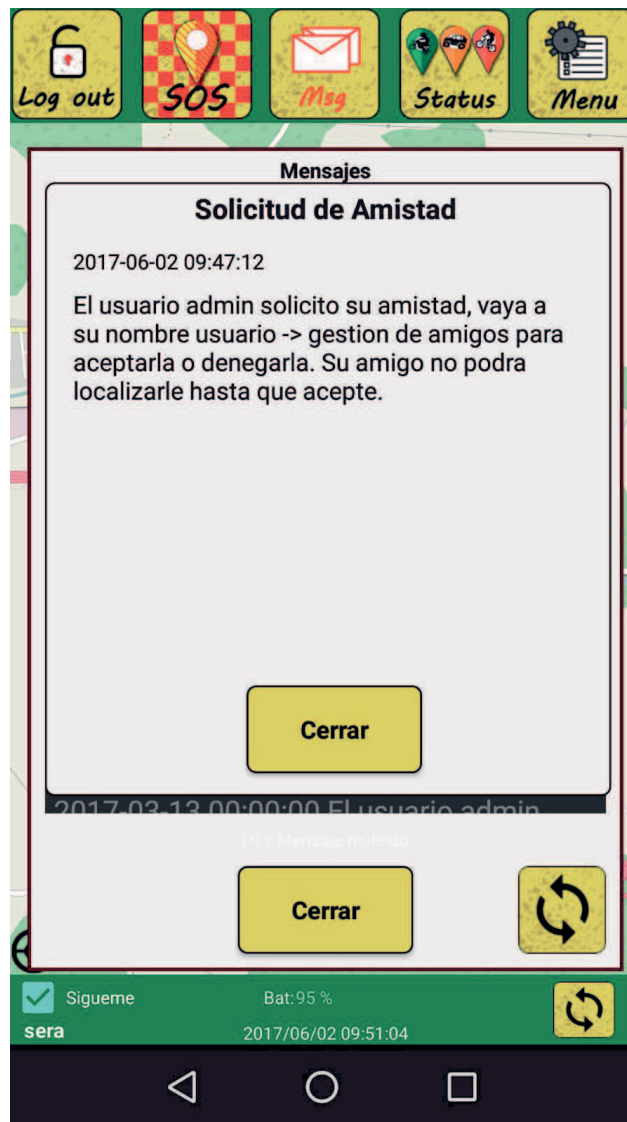 Log out
SOS
Msg
Status
Menu
Mensajes
Solicitud de Amistad
2017-06-02 09:47:12
El usuario admin solicito su amistad, vaya a
su nombre usuario -> gestion de amigos para
aceptarla o denegarla. Su amigo no podra
localizarle hasta que acepte.
Cerrar
2017-03-13 00:00:00 El usuario admin
= Mensaje no leido
Cerrar
Sigueme
Bat:95 %
sera
2017/06/02 09:51:04